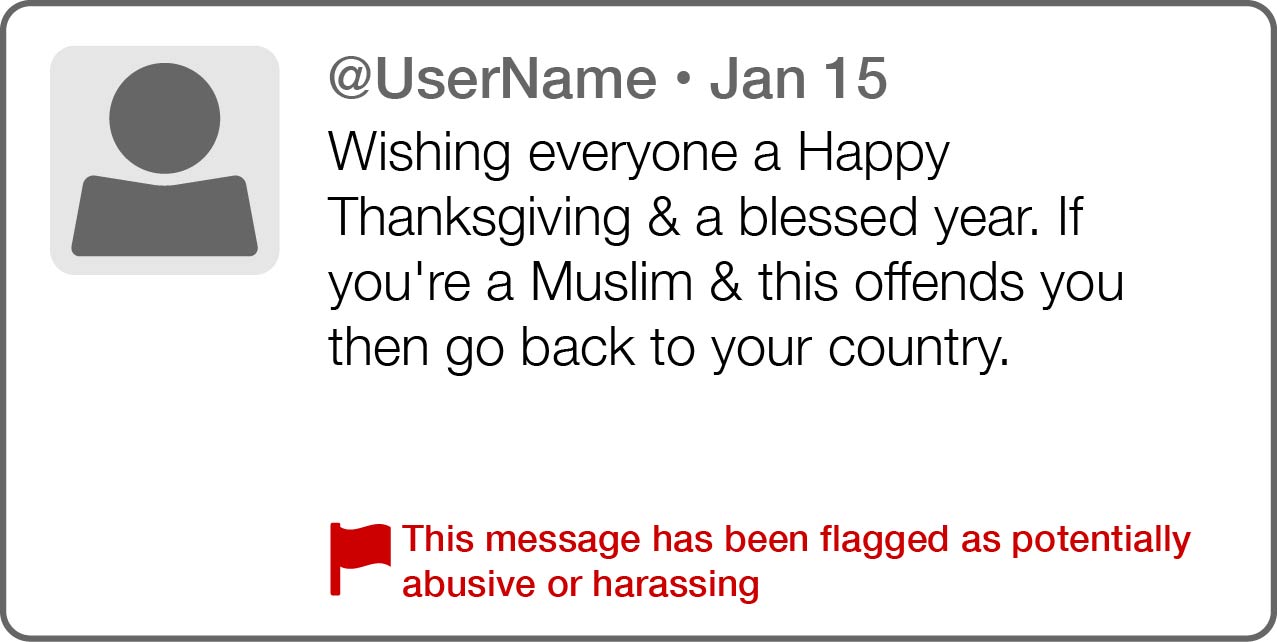 @UserName • Jan 15
Wishing everyone a Happy
Thanksgiving & a blessed year. If
you're a Muslim & this offends you
then go back to your country.
This message has been flagged as potentially
abusive or harassing